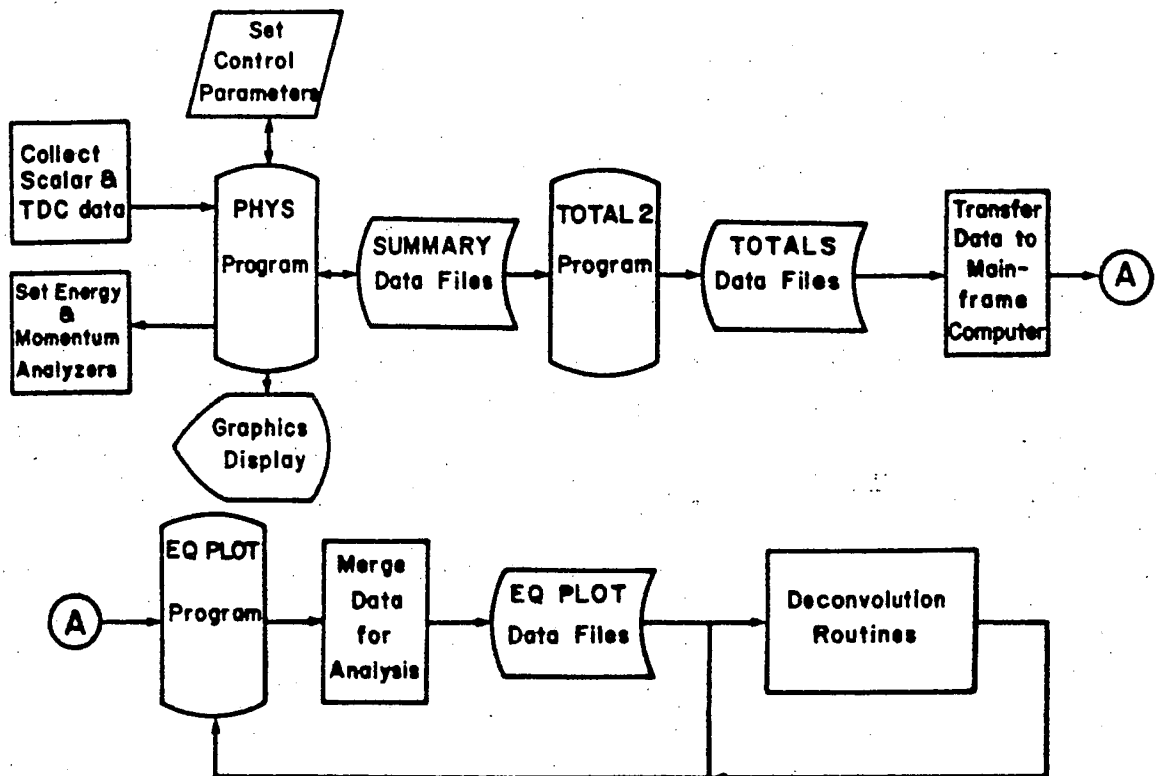 Set
Control
Parameters
Collect
Scalar &
TDC data
PHYS
Program
Set Energy
&
Momentum
Analyzers
Graphics
Display
SUMMARY
Data Files
TOTAL 2
Program
TOTALS
Data Files
Transfer
Data to
Main-
frame
Computer
A
A
EQ PLOT
Program
Merge
Data
for
Analysis
EQ PLOT
Data Files
Deconvolution
Routines